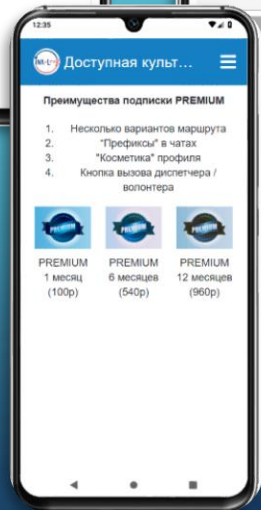 12:35
Доступная культ...
Преимущества подписки PREMIUM
1. Несколько вариантов маршрута
2. "Префиксы" в чатах
3. "Косметика" профиля
4. Кнопка вызова диспетчера /
волонтера
PREMIUM PREMIUM PREMIUM
PREMIUM PREMIUM PREMIUM
1 месяц 6 месяцев 12 месяцев
(100р) (540р) (960р)